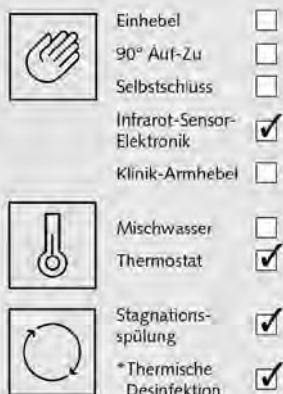 Einhebel
90° Auf-Zu
Selbstschluss
Infrarot-Sensor-
Elektronik
Klinik-Armhebel
Mischwasser
Thermostat
Stagnations-
spülung
*Thermische
Desinfektion